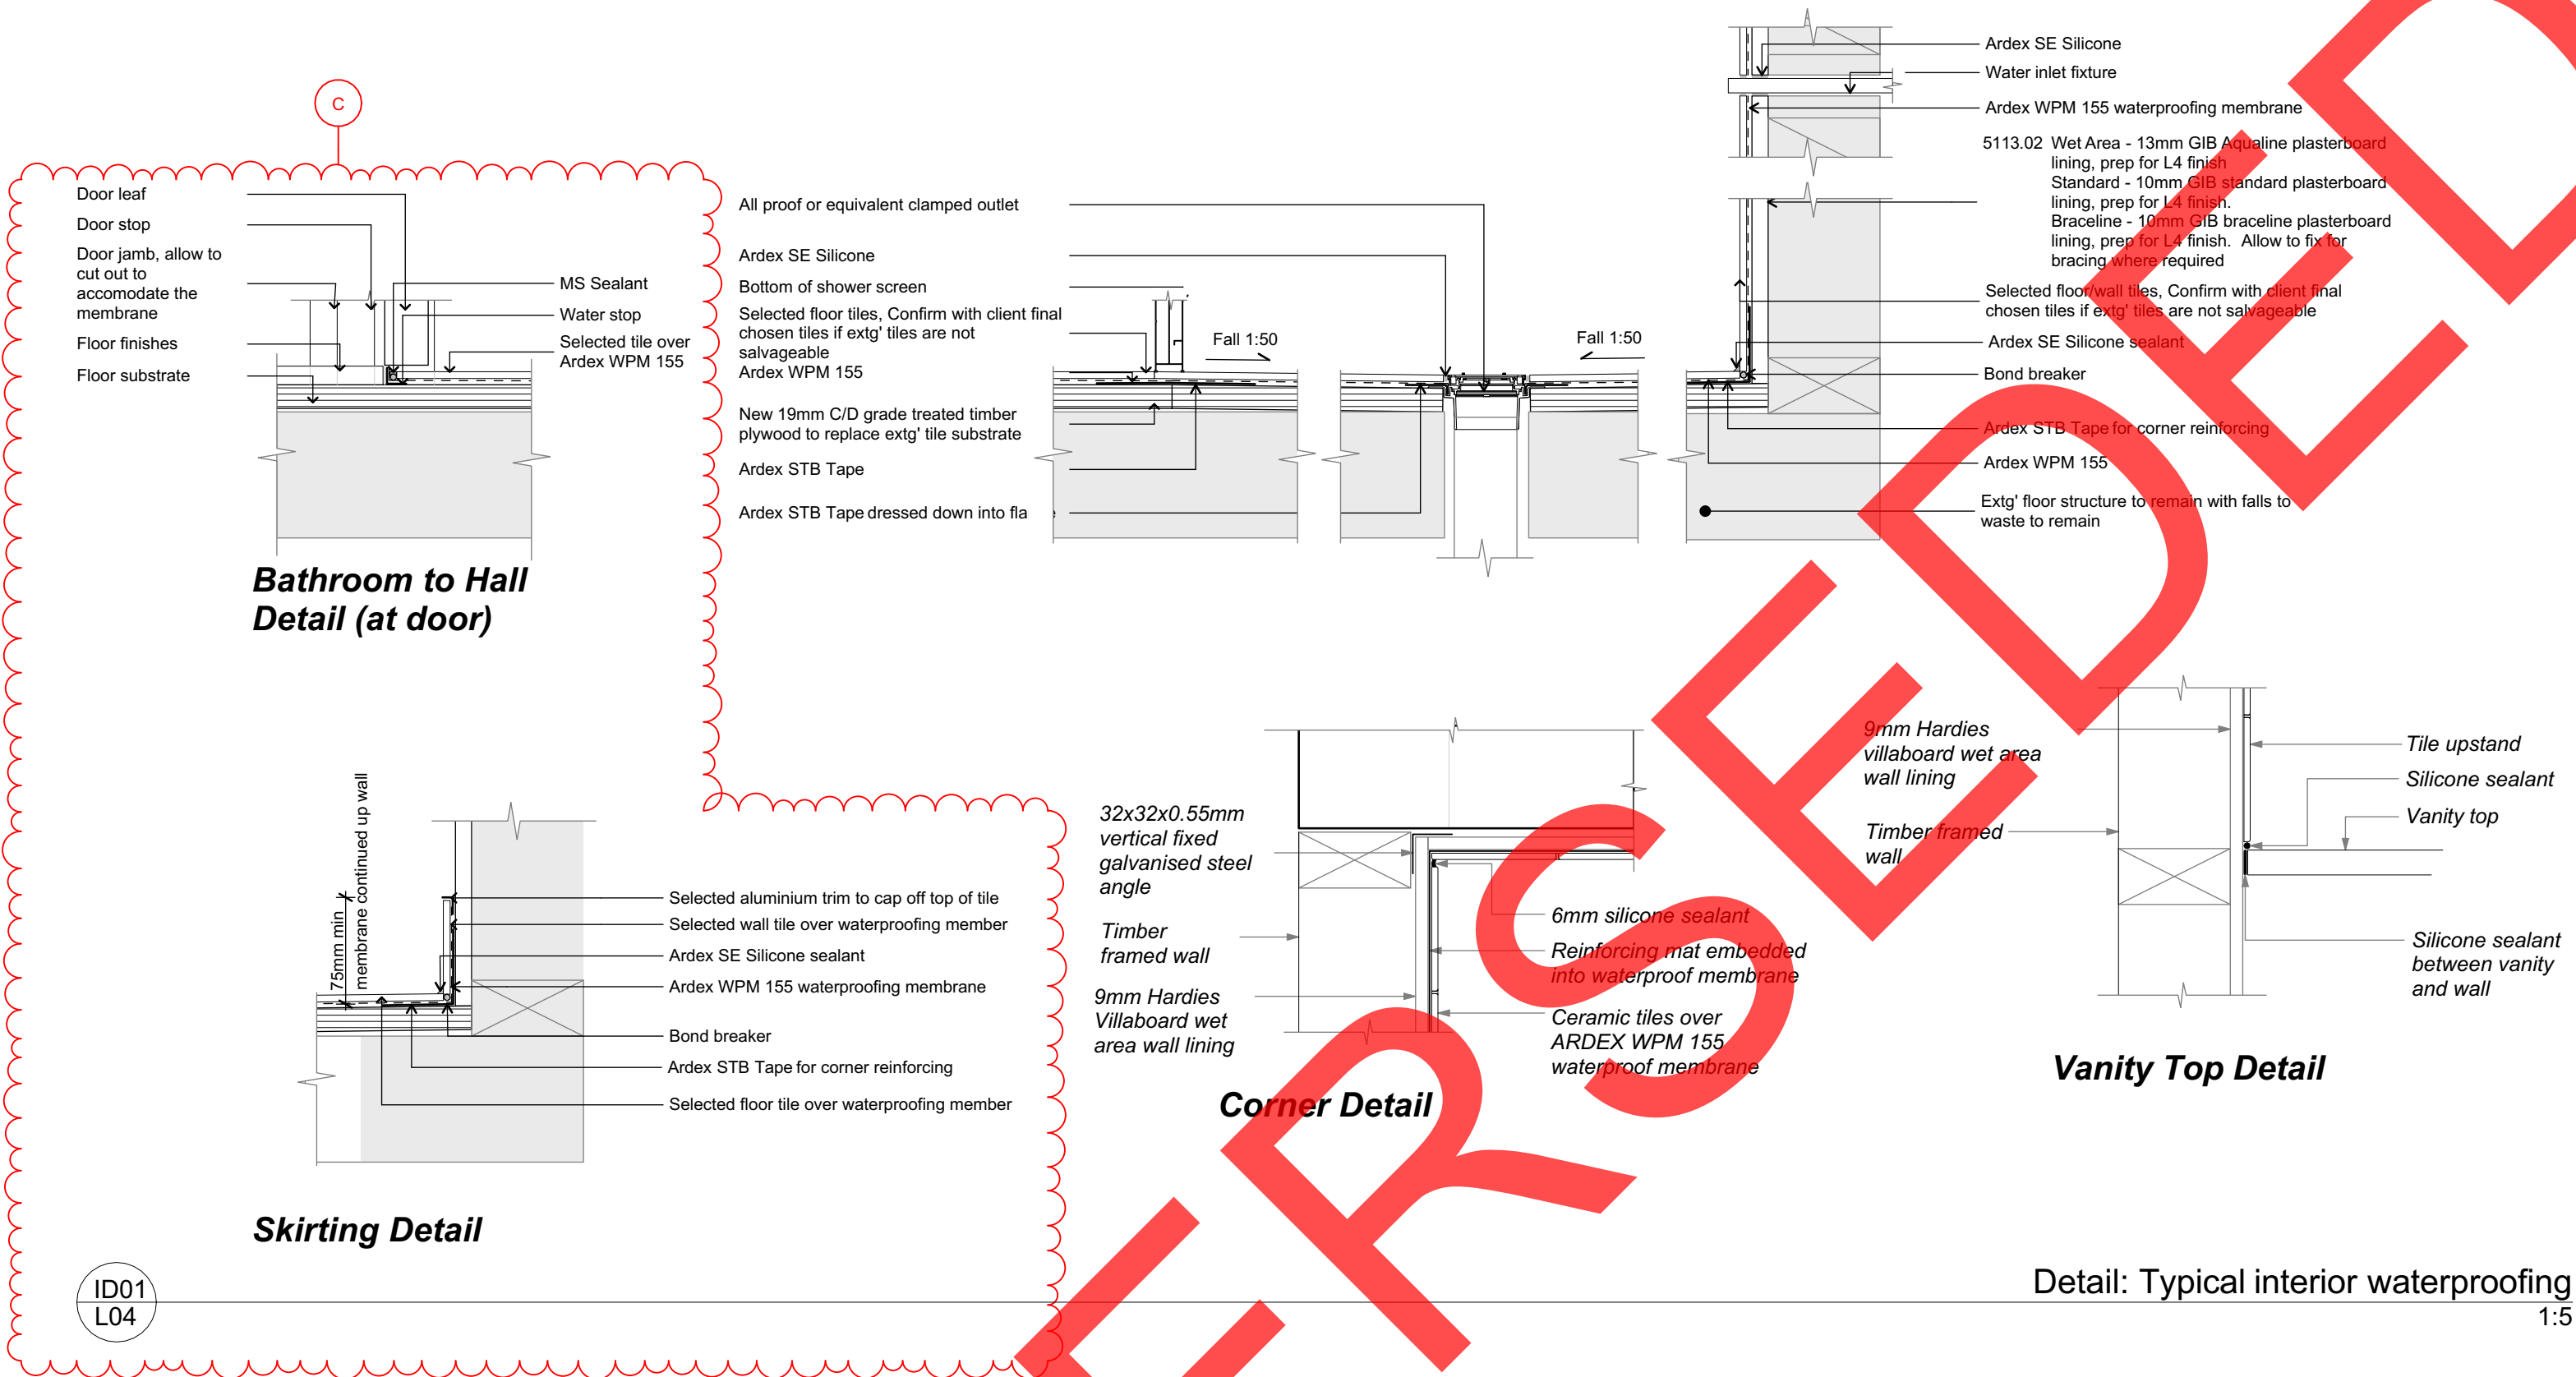 C
Door leaf
Door stop
Door jamb, allow to
cut out to
accomodate the
membrane
Floor finishes
Floor substrate
MS Sealant
Water stop
Selected tile over
Ardex WPM 155
Bathroom to Hall
Detail (at door)
All proof or equivalent clamped outlet
Ardex SE Silicone
Bottom of shower screen
Selected floor tiles, Confirm with client final
chosen tiles if extg' tiles are not
salvageable
Ardex WPM 155
New 19mm C/D grade treated timber
plywood to replace extg' tile substrate
Ardex STB Tape
Ardex STB Tape dressed down into fla
Fall 1:50
Fall 1:50
Ardex SE Silicone
Water inlet fixture
Ardex WPM 155 waterproofing membrane
5113.02 Wet Area - 13mm GIB Aqualine plasterboard
lining, prep for L4 finish
Standard - 10mm GIB standard plasterboard
lining, prep for L4 finish.
Braceline - 10mm GIB braceline plasterboard
lining, prep for L4 finish. Allow to fix for
bracing where required
Selected floor/wall tiles, Confirm with client final
chosen tiles if extg' tiles are not salvageable
Ardex SE Silicone sealant
Bond breaker
Ardex STB Tape for corner reinforcing
Ardex WPM 155
Extg' floor structure to remain with falls to
waste to remain
75mm min
membrane continued up wall
Selected aluminium trim to cap off top of tile
Selected wall tile over waterproofing member
Ardex SE Silicone sealant
Ardex WPM 155 waterproofing membrane
Bond breaker
Ardex STB Tape for corner reinforcing
Selected floor tile over waterproofing member
Skirting Detail
32x32x0.55mm
vertical fixed
galvanised steel
angle
Timber
framed wall
9mm Hardies
Villaboard wet
area wall lining
6mm silicone sealant
Reinforcing mat embedded
into waterproof membrane
Ceramic tiles over
ARDEX WPM 155
waterproof membrane
Corner Detail
9mm Hardies
villaboard wet area
wall lining
Timber framed
wall
Tile upstand
Silicone sealant
Vanity top
Silicone sealant
between vanity
and wall
Vanity Top Detail
ID01
L04
Detail: Typical interior waterproofing
1:5
ERSEDED